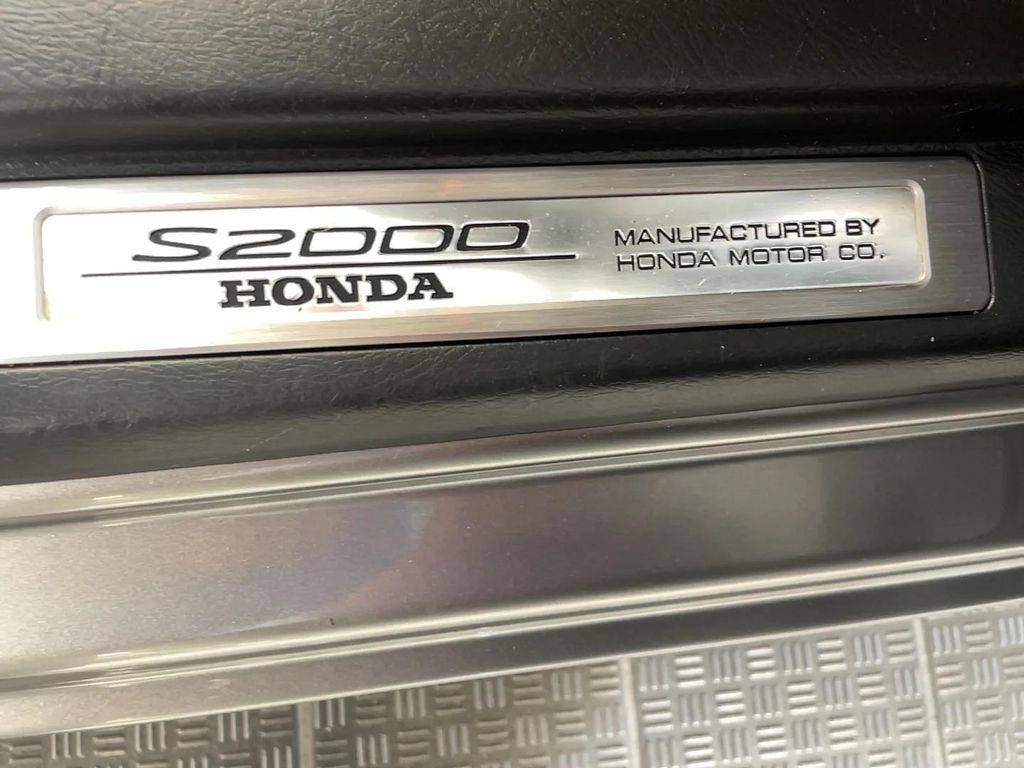 S2000
HONDA
MANUFACTURED BY
HONDA MOTOR CO.